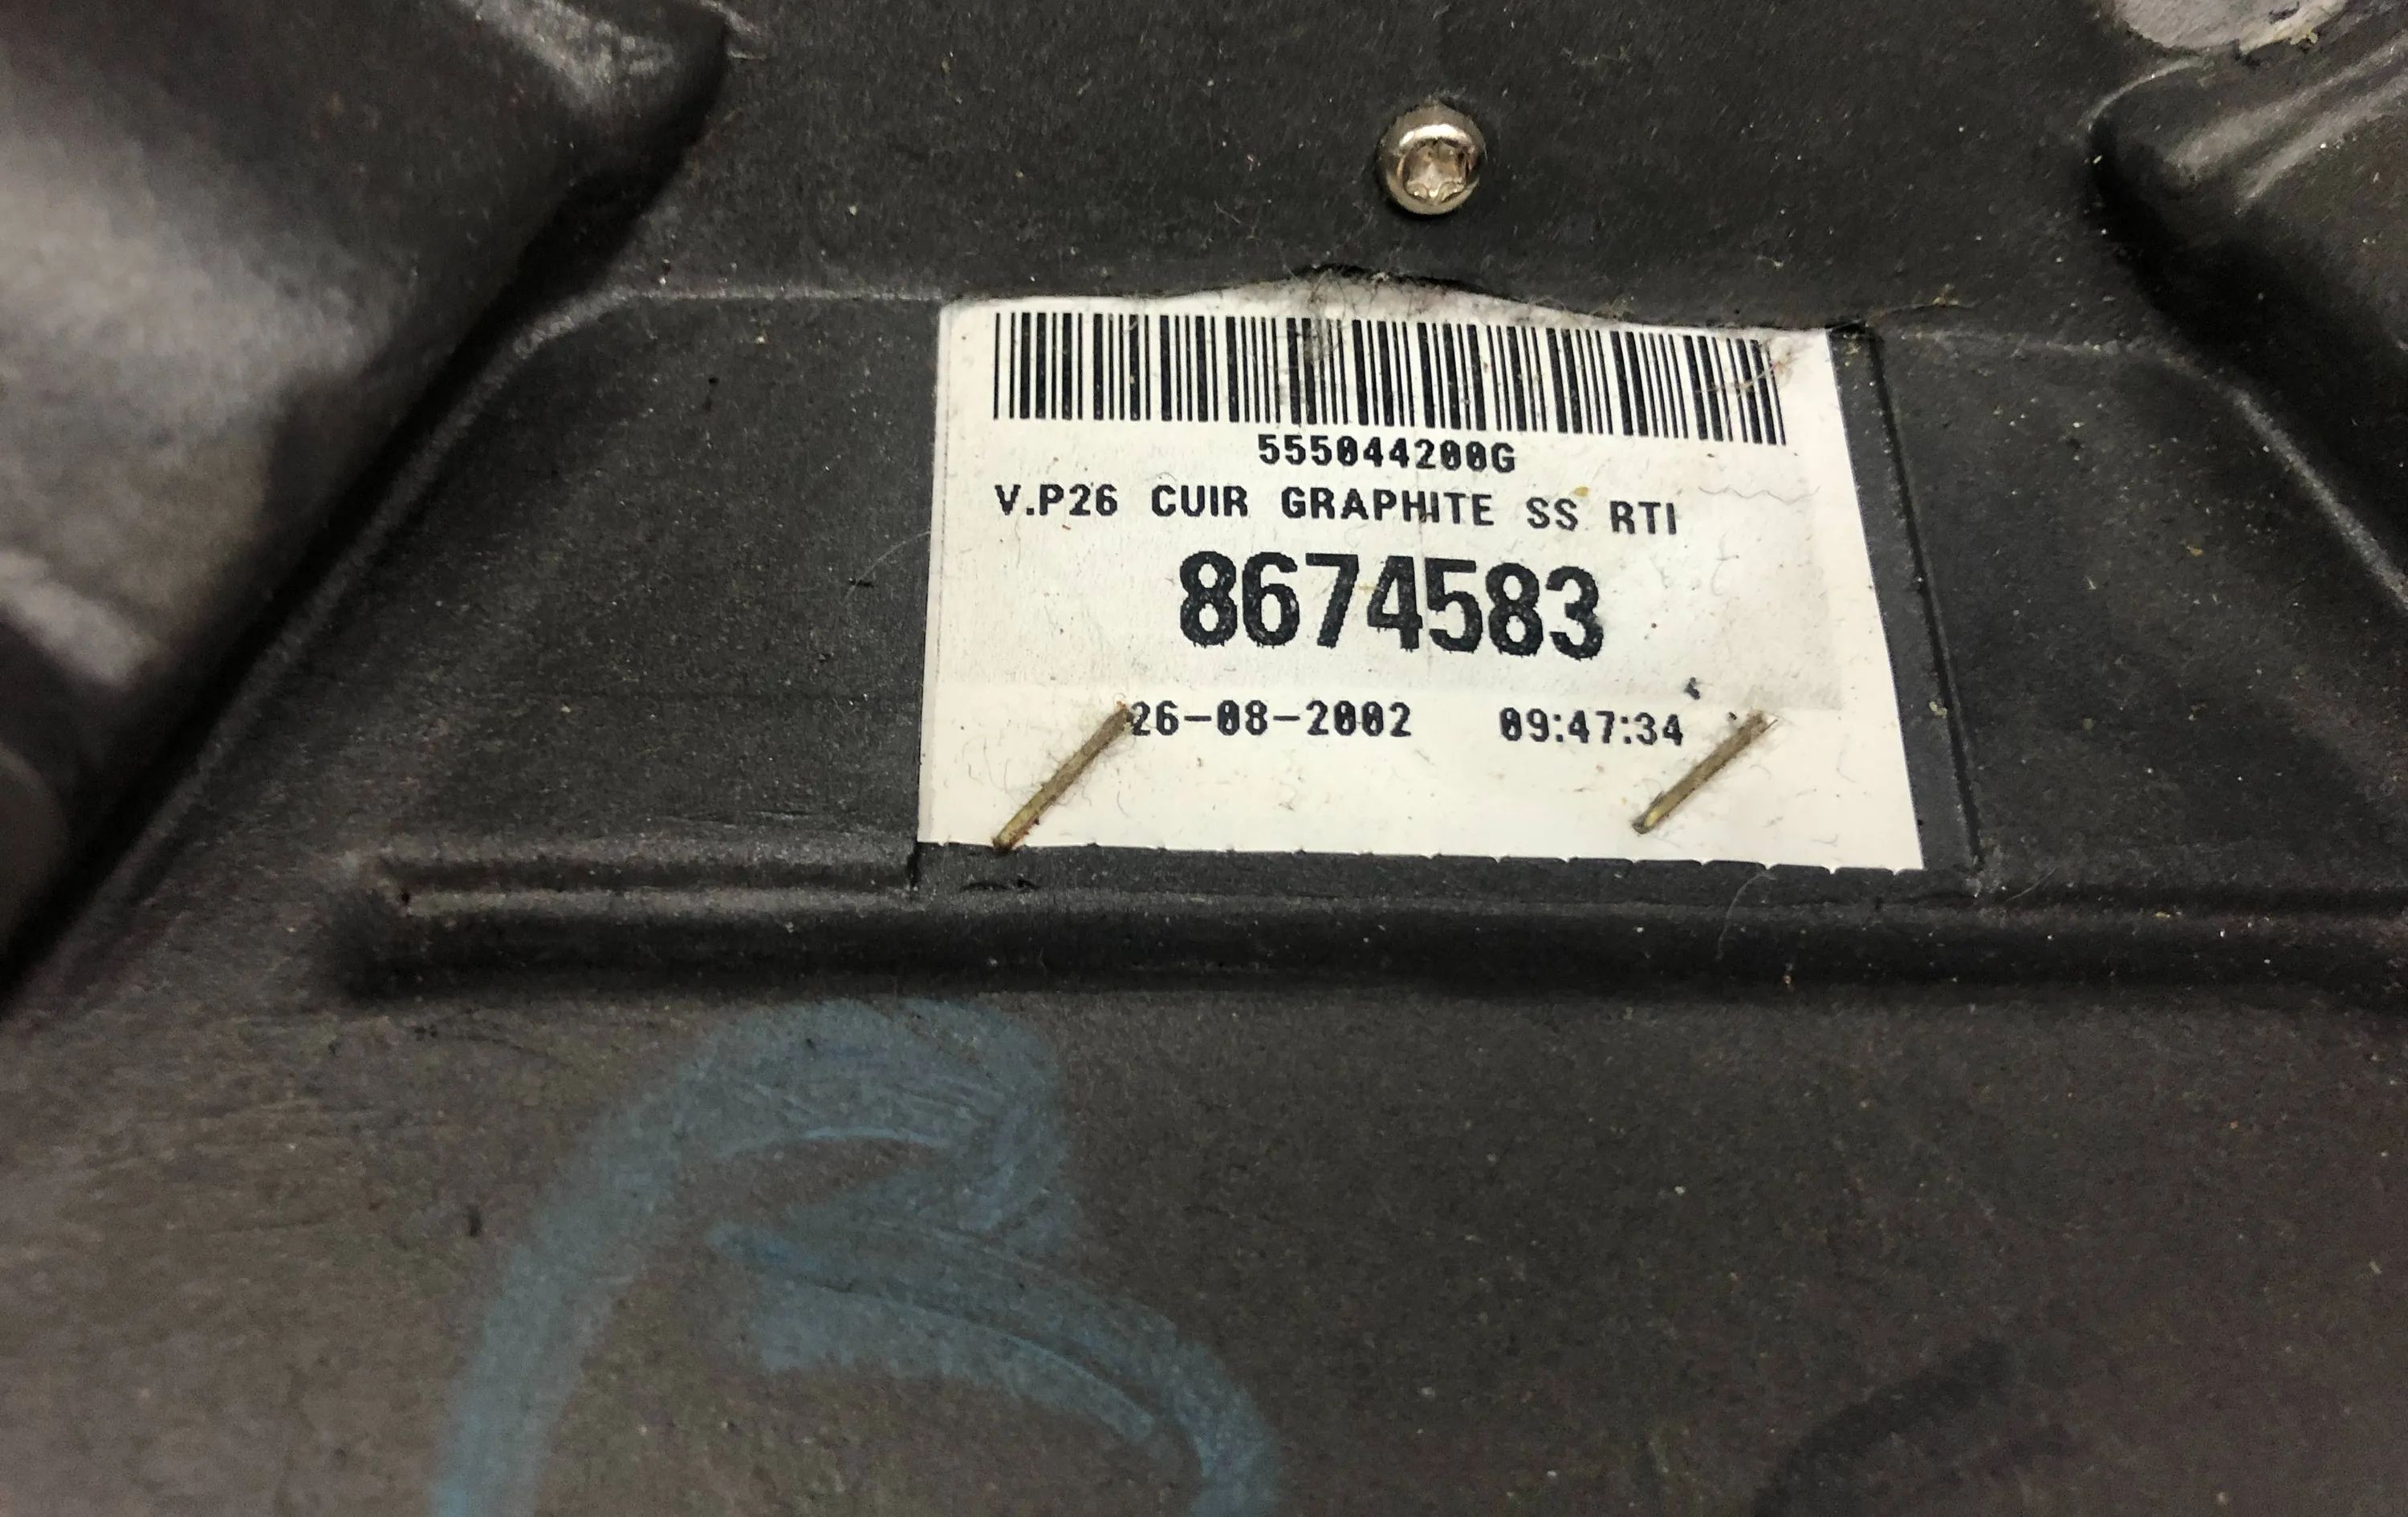 555044200G
V.P26 CUIR GRAPHITE SS RTI
8674583
26-08-2002 09:47:34